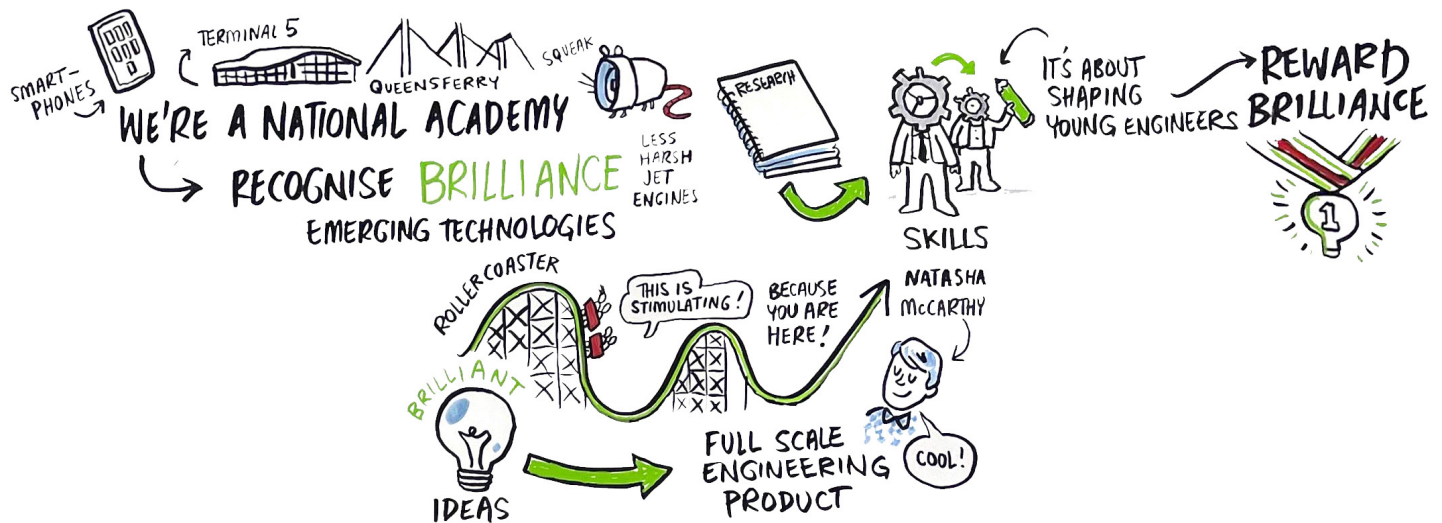 SMART-
PHONES
TERMINAL 5
QUEENSFERRY
SQUEAK
WE'RE A NATIONAL ACADEMY
RECOGNISE BRILLIANCE
EMERGING TECHNOLOGIES
LESS
HARSH
JET
ENGINES
RESEARCH
SKILLS
IT'S ABOUT
SHAPING
YOUNG ENGINEERS
REWARD
BRILLIANCE
1
ROLLERCOASTER
THIS IS
STIMULATING!
BECAUSE
YOU ARE
HERE!
NATASHA
McCARTHY
COOL!
BRILLIANT
IDEAS
FULL SCALE
ENGINEERING
PRODUCT